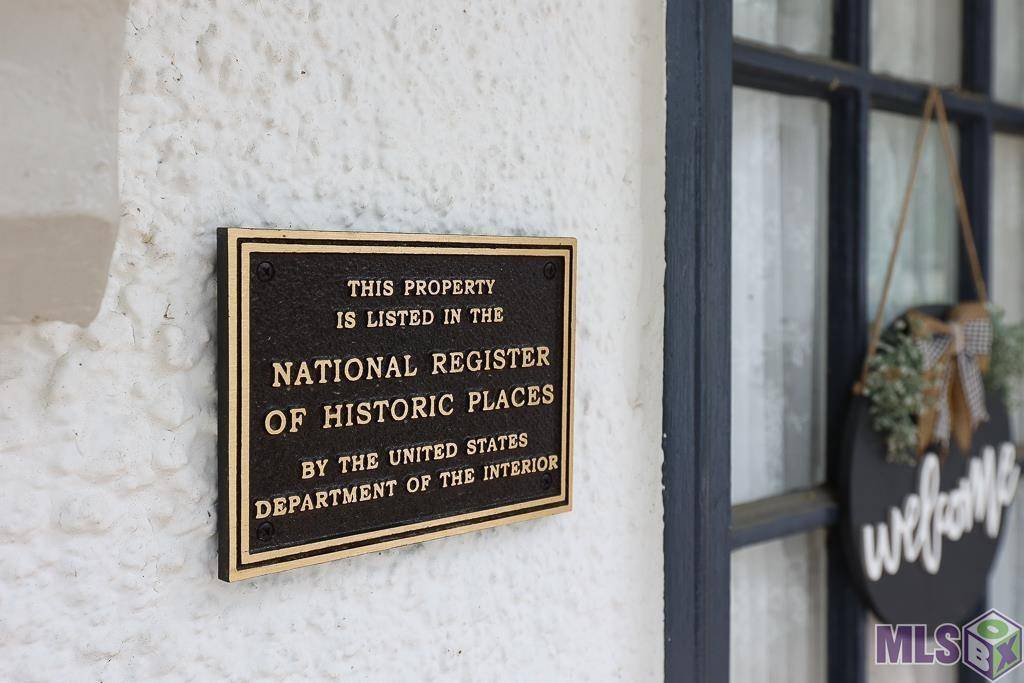 THIS PROPERTY
IS LISTED IN THE
NATIONAL REGISTER
OF HISTORIC PLACES
BY THE UNITED STATES
DEPARTMENT OF THE INTERIOR
welcome
MLS BOX